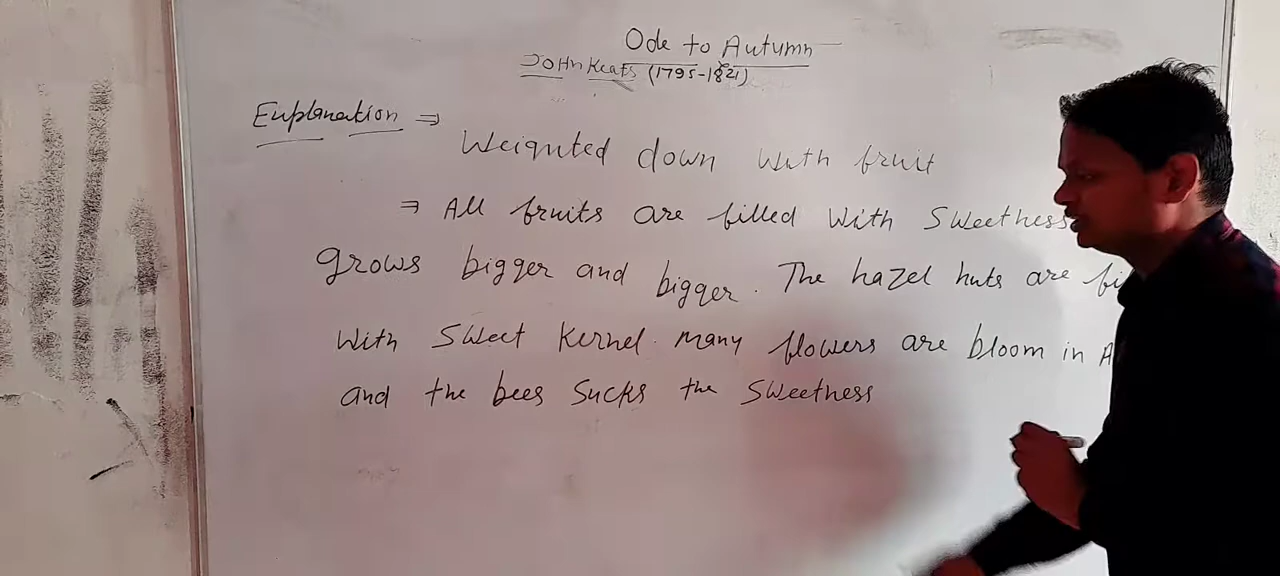 Ode to Autumn
JOHn Keats (1795-1821)
Explanation ⇒
Weighted down with fruit
⇒ All fruits are filled with Sweetness
grows bigger and bigger. The hazel nuts are fi
with Sweet Kernel. many flowers are bloom in A
and the bees Sucks the Sweetness